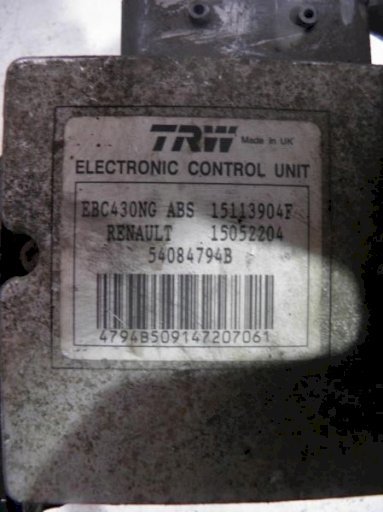 TRW Made in UK
ELECTRONIC CONTROL UNIT
EBC430NG ABS 15113904F
RENAULT 15052204
54084794B
4794B509147207061